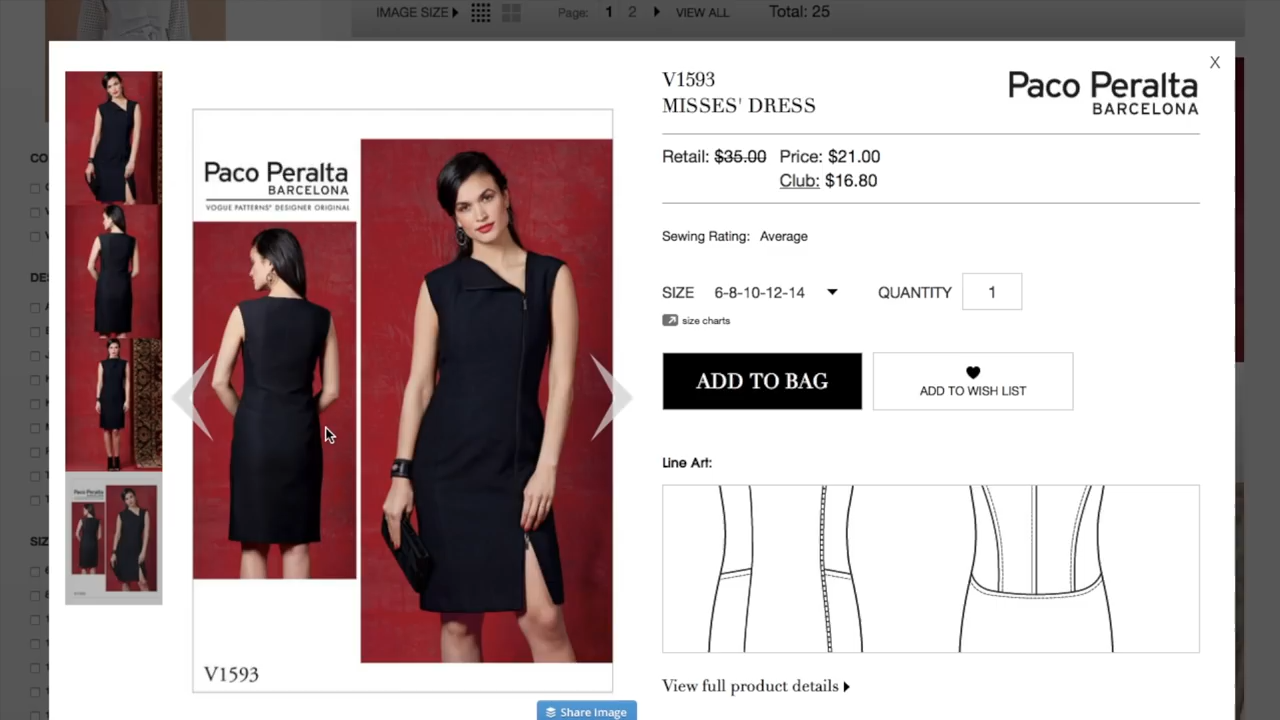 IMAGE SIZE
Page: 1 2
VIEW ALL
Total: 25
X
V1593
MISSES' DRESS
Paco Peralta
BARCELONA
Retail: $35.00 Price: $21.00
Club: $16.80
Sewing Rating: Average
SIZE 6-8-10-12-14
QUANTITY 1
size charts
ADD TO BAG
ADD TO WISH LIST
Line Art:
View full product details
Paco Peralta
BARCELONA
VOGUE PATTERNS® DESIGNER ORIGINAL
V1593
Share Image
CO
DE
SIZ